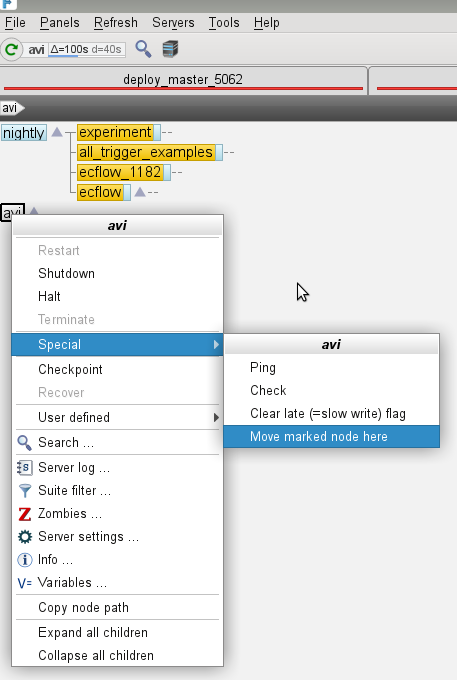 File Panels Refresh Servers Tools Help
avi Δ=100s d=40s
deploy_master_5062
avi
nightly experiment
all_trigger_examples
ecflow_1182
ecflow
avi
avi
Restart
Shutdown
Halt
Terminate
Special
Checkpoint
Recover
User defined
Search ...
Server log ...
Suite filter ...
Zombies ...
Server settings ...
Info ...
V= Variables ...
Copy node path
Expand all children
Collapse all children
avi
Ping
Check
Clear late (=slow write) flag
Move marked node here